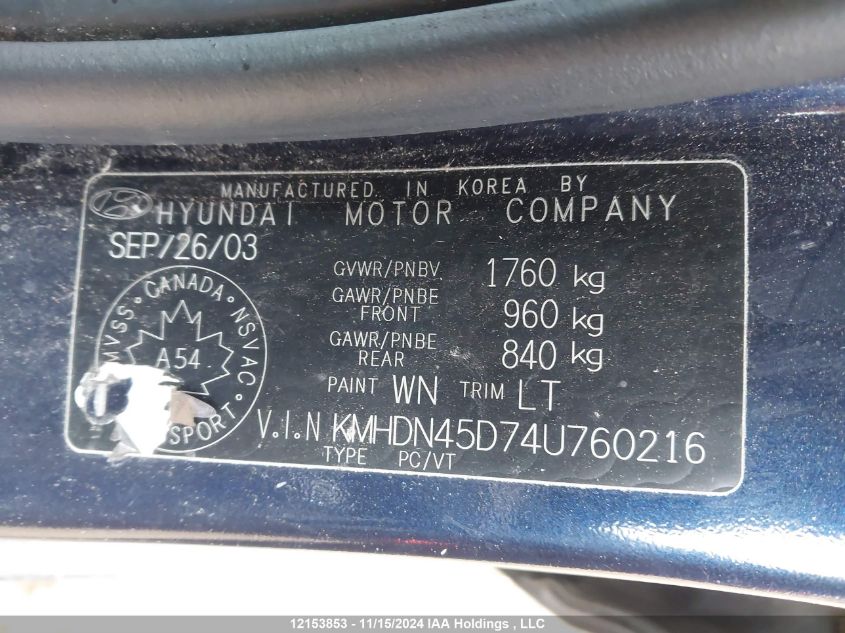 MANUFACTURED IN KOREA BY
HYUNDAI MOTOR COMPANY
SEP/26/03
GVWR/PNBV 1760 kg
GAWR/PNBE FRONT 960 kg
GAWR/PNBE REAR 840 kg
CANADA
NSVAC
A54
PAINT WN TRIM LT
V.I.N KMHDN45D74U760216
TYPE PC/VT
12153853 - 11/15/2024 IAA Holdings , LLC